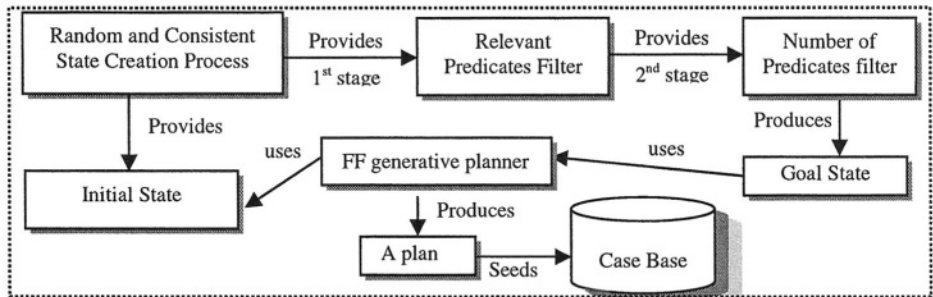 Random and Consistent
State Creation Process
Provides
1st stage
Relevant
Predicates Filter
Provides
2nd stage
Number of
Predicates filter
Provides
Produces
uses
FF generative planner
uses
Goal State
Initial State
Produces
A plan
Seeds
Case Base